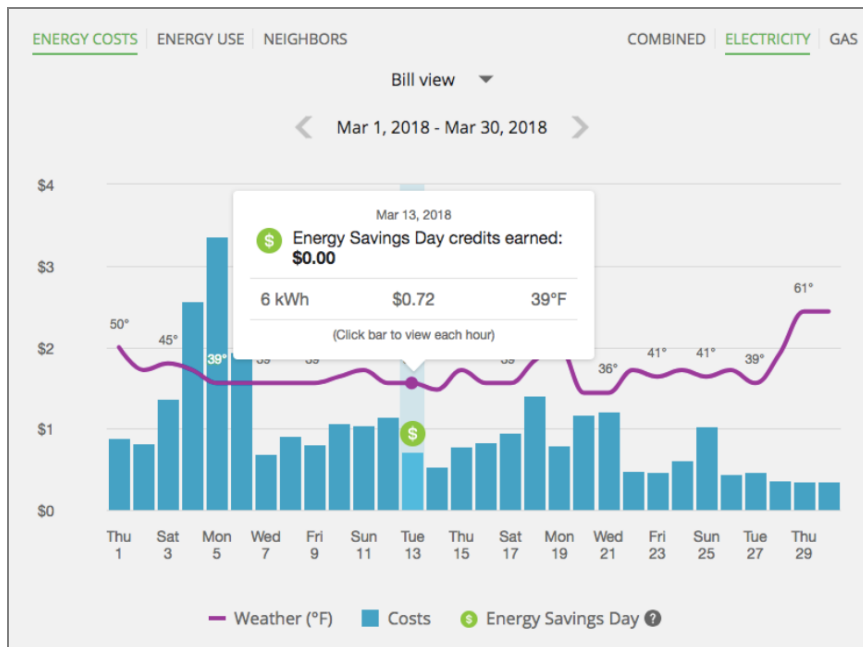 ENERGY COSTS ENERGY USE NEIGHBORS COMBINED ELECTRICITY GAS
Bill view
Mar 1, 2018 - Mar 30, 2018
$4
Mar 13, 2018
$ Energy Savings Day credits earned:
$0.00
$3
6 kWh $0.72 39°F
61°
(Click bar to view each hour)
50°
45°
$2
39° 39 39 39 36° 41° 41° 39°
$1
$
$0
Thu Sat Mon Wed Fri Sun Tue Thu Sat Mon Wed Fri Sun Tue Thu
1 3 5 7 9 11 13 15 17 19 21 23 25 27 29
Weather (°F) Costs $ Energy Savings Day ?